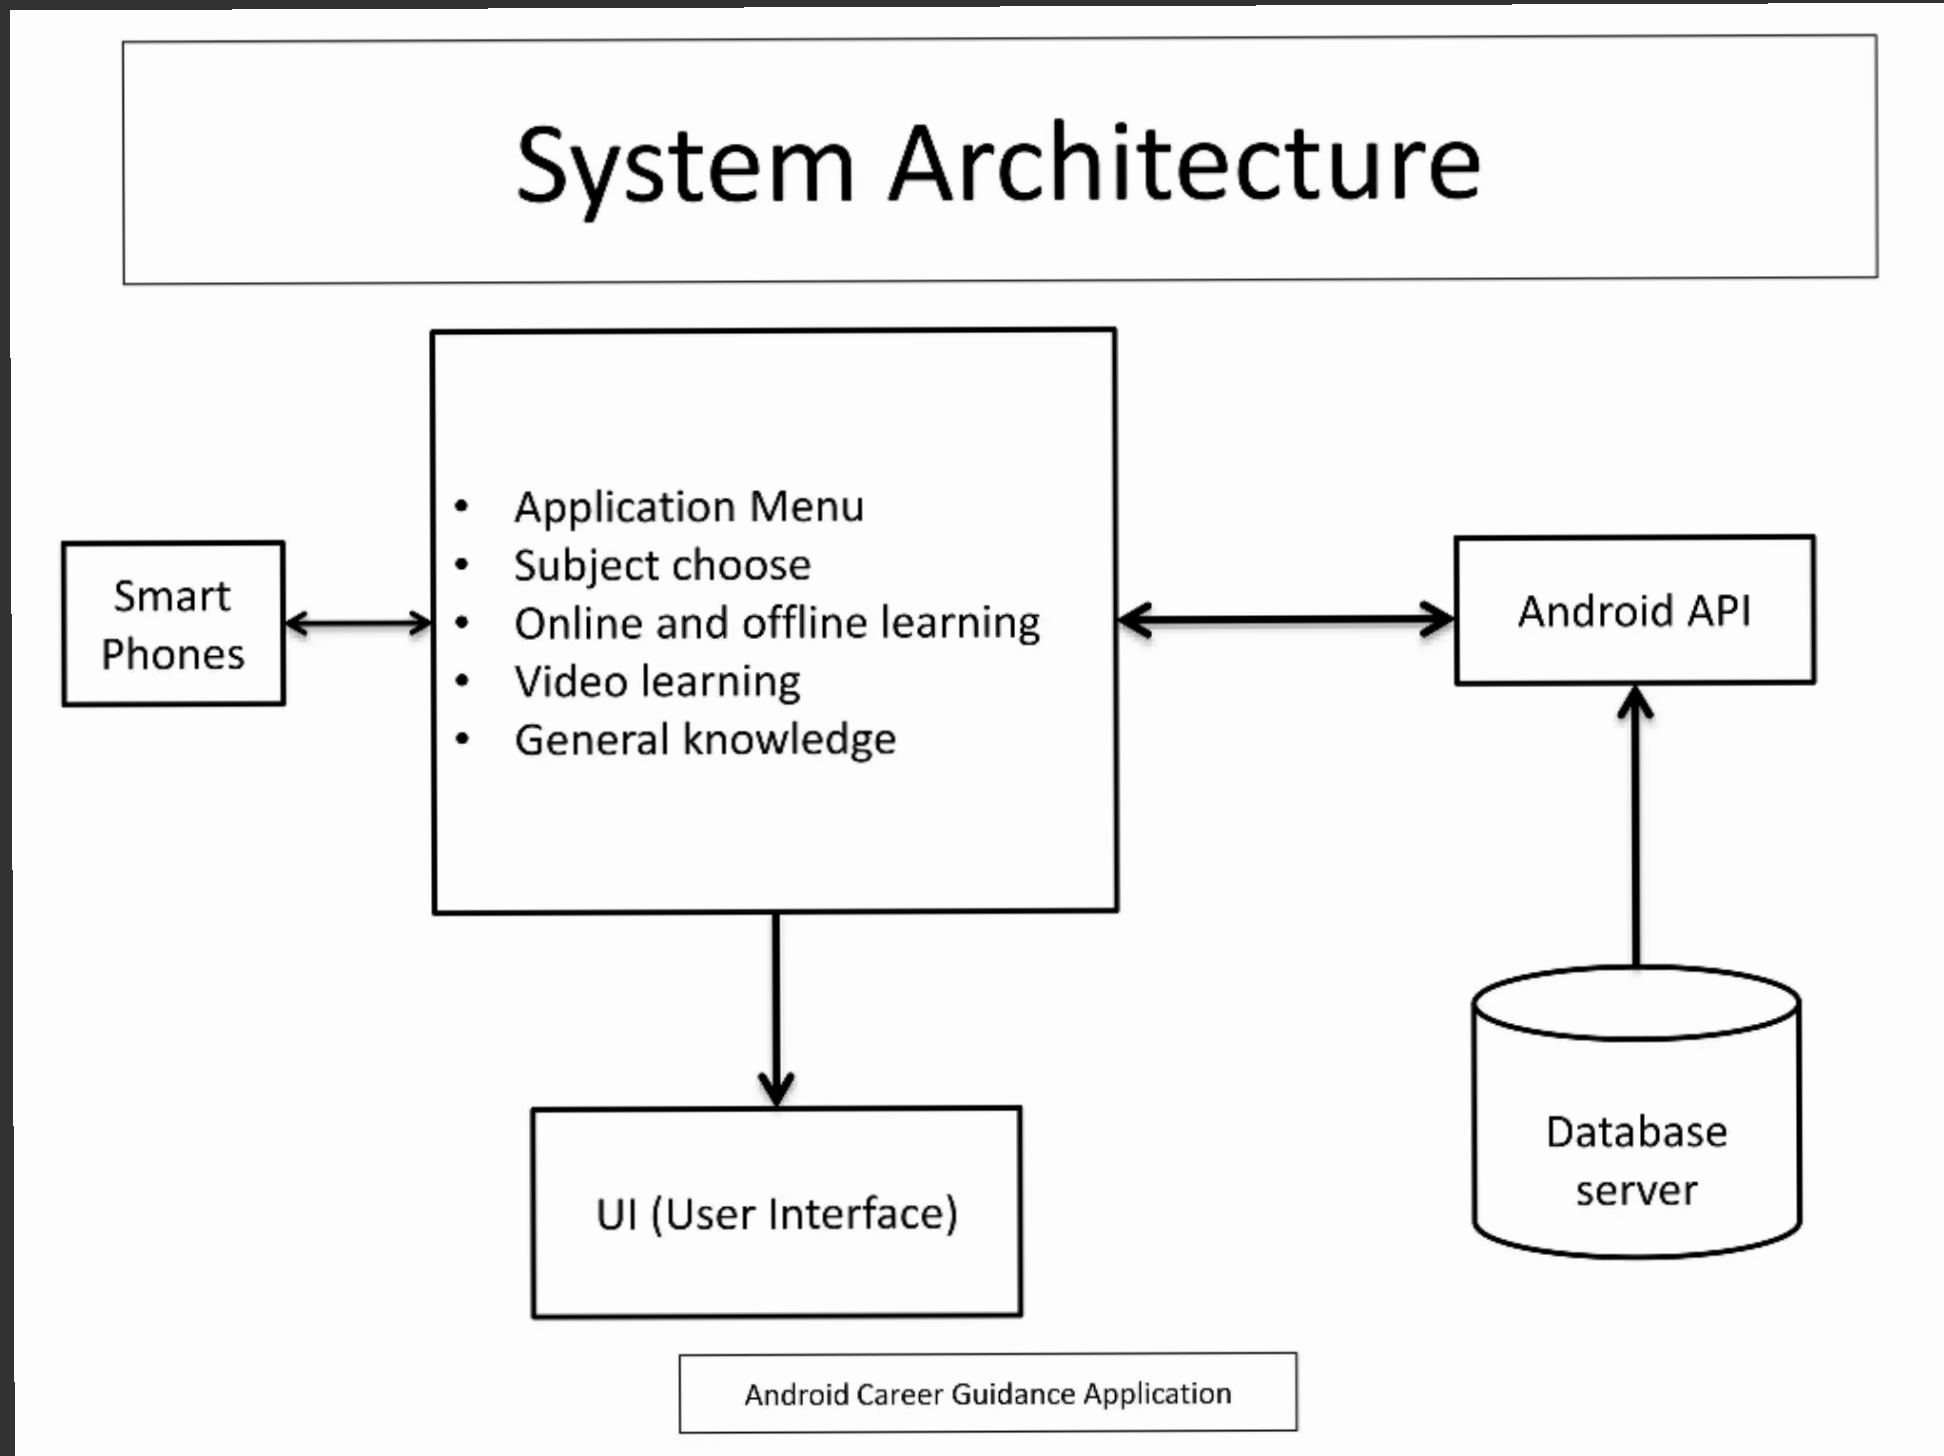 System Architecture
• Application Menu
• Subject choose
• Online and offline learning
• Video learning
• General knowledge
Smart
Phones
Android API
Database
server
UI (User Interface)
Android Career Guidance Application